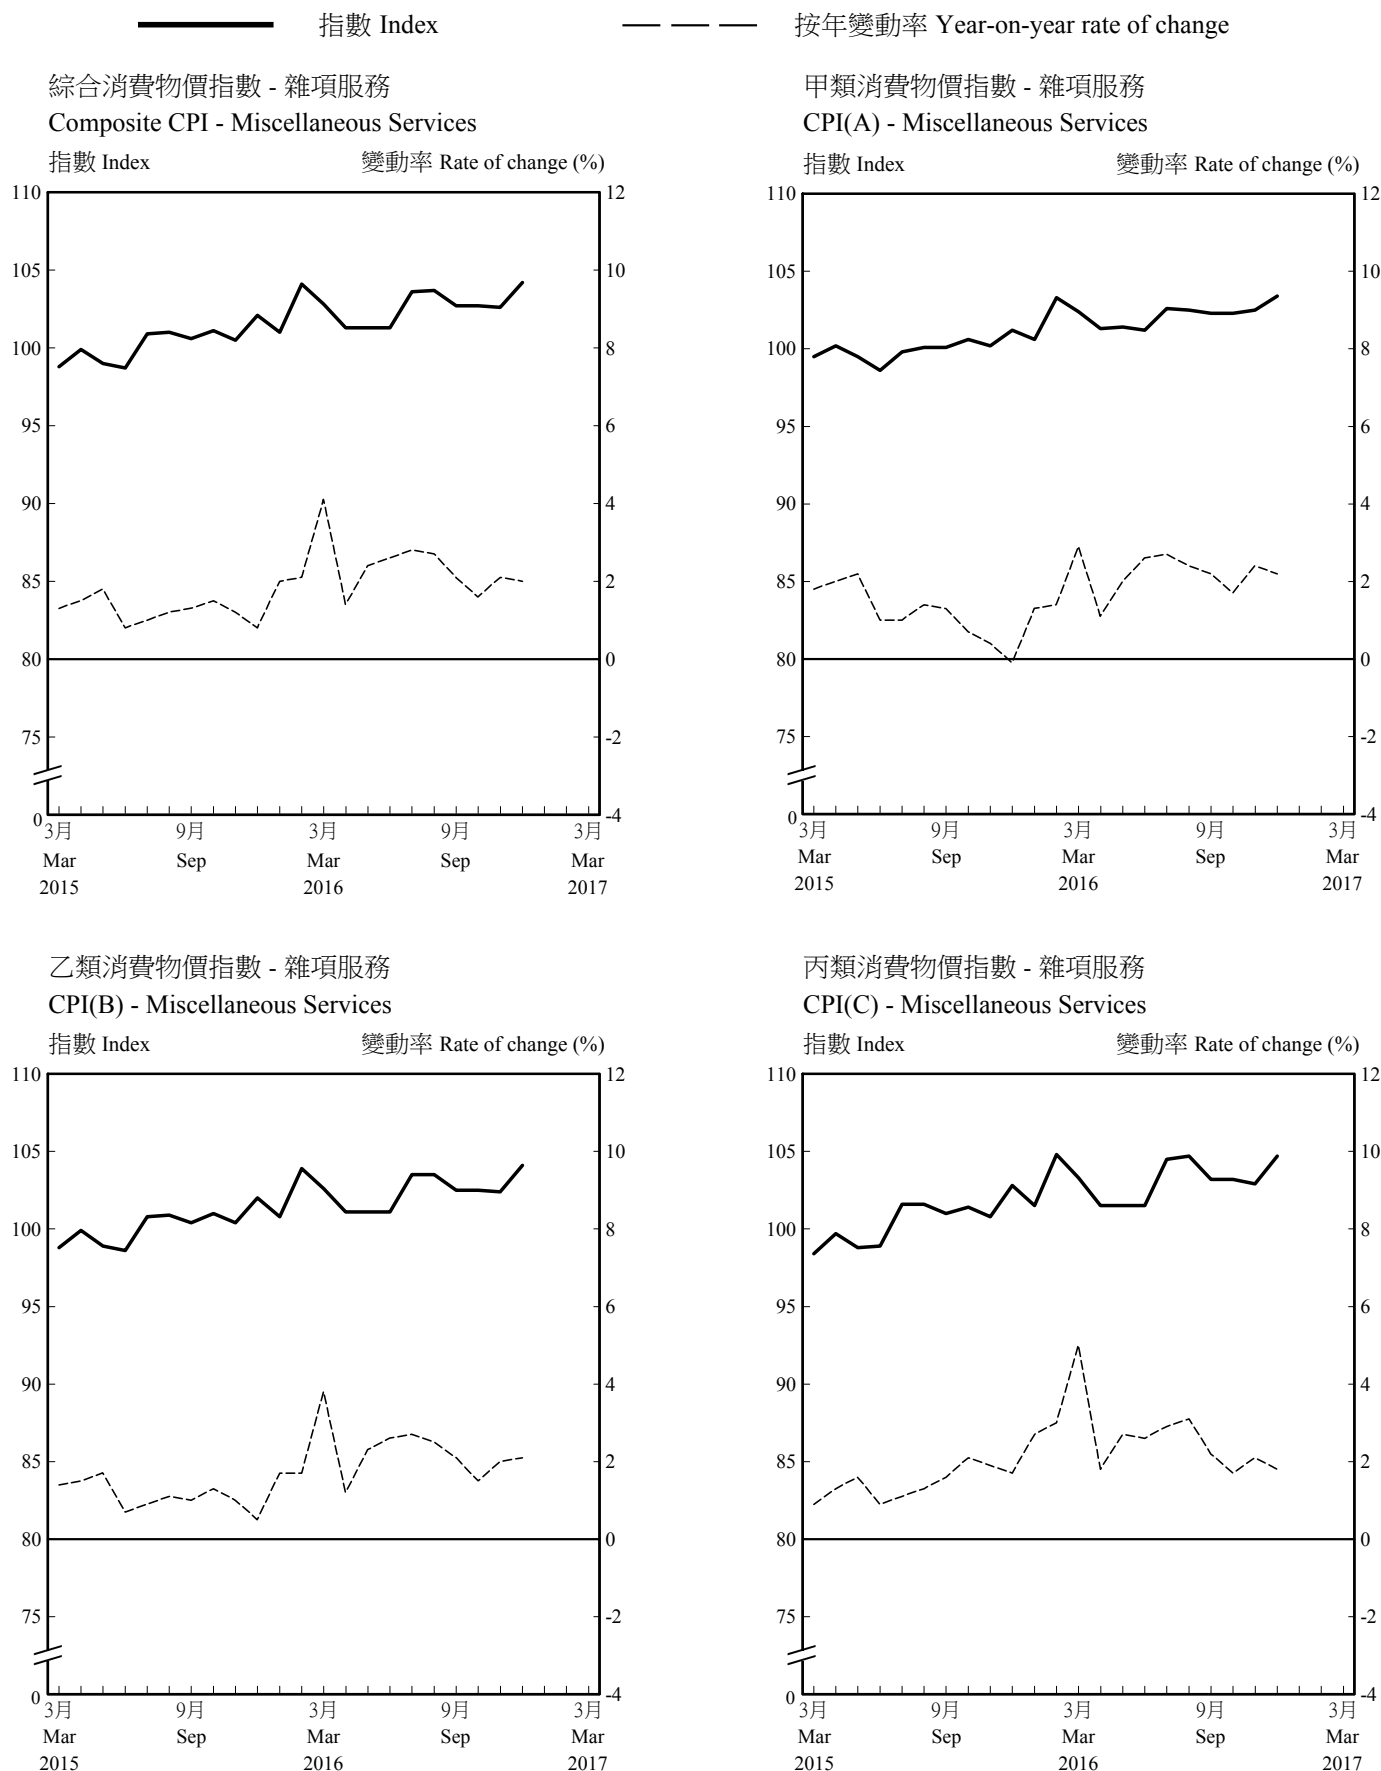 指數 Index 按年變動率 Year-on-year rate of change
綜合消費物價指數 - 雜項服務
Composite CPI - Miscellaneous Services
指數 Index 變動率 Rate of change (%)
110 12
105 10
100 8
95 6
90 4
85 2
80 0
75 -2
0 -4
3月 9月 3月 9月 3月
Mar Sep Mar Sep Mar
2015 2016 2017
甲類消費物價指數 - 雜項服務
CPI(A) - Miscellaneous Services
指數 Index 變動率 Rate of change (%)
110 12
105 10
100 8
95 6
90 4
85 2
80 0
75 -2
0 -4
3月 9月 3月 9月 3月
Mar Sep Mar Sep Mar
2015 2016 2017
乙類消費物價指數 - 雜項服務
CPI(B) - Miscellaneous Services
指數 Index 變動率 Rate of change (%)
110 12
105 10
100 8
95 6
90 4
85 2
80 0
75 -2
0 -4
3月 9月 3月 9月 3月
Mar Sep Mar Sep Mar
2015 2016 2017
丙類消費物價指數 - 雜項服務
CPI(C) - Miscellaneous Services
指數 Index 變動率 Rate of change (%)
110 12
105 10
100 8
95 6
90 4
85 2
80 0
75 -2
0 -4
3月 9月 3月 9月 3月
Mar Sep Mar Sep Mar
2015 2016 2017